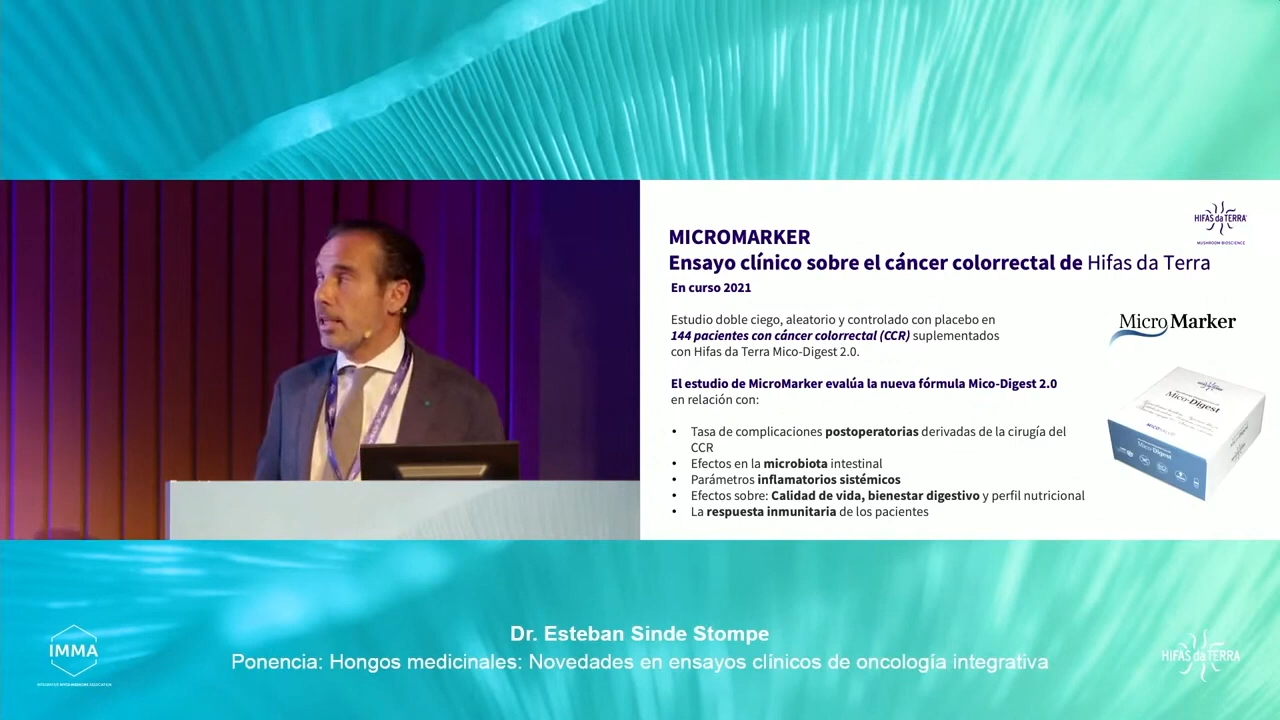 HIFAS da TERRA
MUSHROOM BIOSCIENCE
MICROMARKER
Ensayo clínico sobre el cáncer colorrectal de Hifas da Terra
En curso 2021
Estudio doble ciego, aleatorio y controlado con placebo en
144 pacientes con cáncer colorrectal (CCR) suplementados
con Hifas da Terra Mico-Digest 2.0.
MicroMarker
El estudio de MicroMarker evalúa la nueva fórmula Mico-Digest 2.0
en relación con:
Mico-Digest
• Tasa de complicaciones postoperatorias derivadas de la cirugía del
CCR
• Efectos en la microbiota intestinal
• Parámetros inflamatorios sistémicos
• Efectos sobre: Calidad de vida, bienestar digestivo y perfil nutricional
• La respuesta inmunitaria de los pacientes
Dr. Esteban Sinde Stompe
Ponencia: Hongos medicinales: Novedades en ensayos clínicos de oncología integrativa
IMMA
HIFAS da TERRA